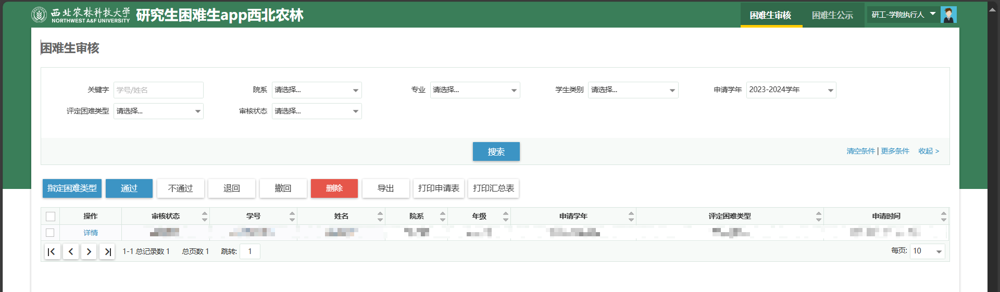 西北农林科技大学
NORTHWEST A&F UNIVERSITY
研究生困难生app西北农林
困难生审核 困难生公示 研工-学院执行人
困难生审核
关键字 学号/姓名 院系 请选择... 专业 请选择... 学生类别 请选择... 申请学年 2023-2024学年
评定困难类型 请选择... 审核状态 请选择...
搜索
清空条件 | 更多条件 收起 >
指定困难类型 通过 不通过 退回 撤回 删除 导出 打印申请表 打印汇总表
操作 审核状态 学号 姓名 院系 年级 申请学年 评定困难类型 申请时间
详情
1-1 总记录数 1 总页数 1 跳转: 1 每页: 10